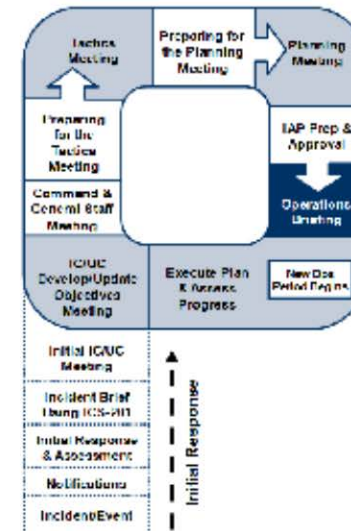 Tactics
Meeting
Preparing for
the Planning
Meeting
Planning
Meeting
Preparing
for the
Tactics
Meeting
IAP Prep &
Approval
Command &
General Staff
Meeting
Operations
Briefing
IC/UC
Develop/Update
Objectives
Meeting
Execute Plan
& Assess
Progress
New Ops
Period Begins
Initial IC/UC
Meeting
Incident Brief
Using ICS-201
Initial Response
& Assessment
Notifications
Incident/Event
Initial Response